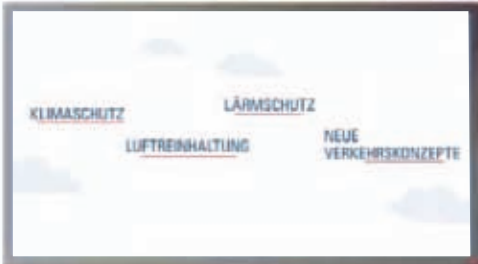 KLIMASCHUTZ
LÄRMSCHUTZ
LUFTREINHALTUNG
NEUE
VERKEHRSKONZEPTE